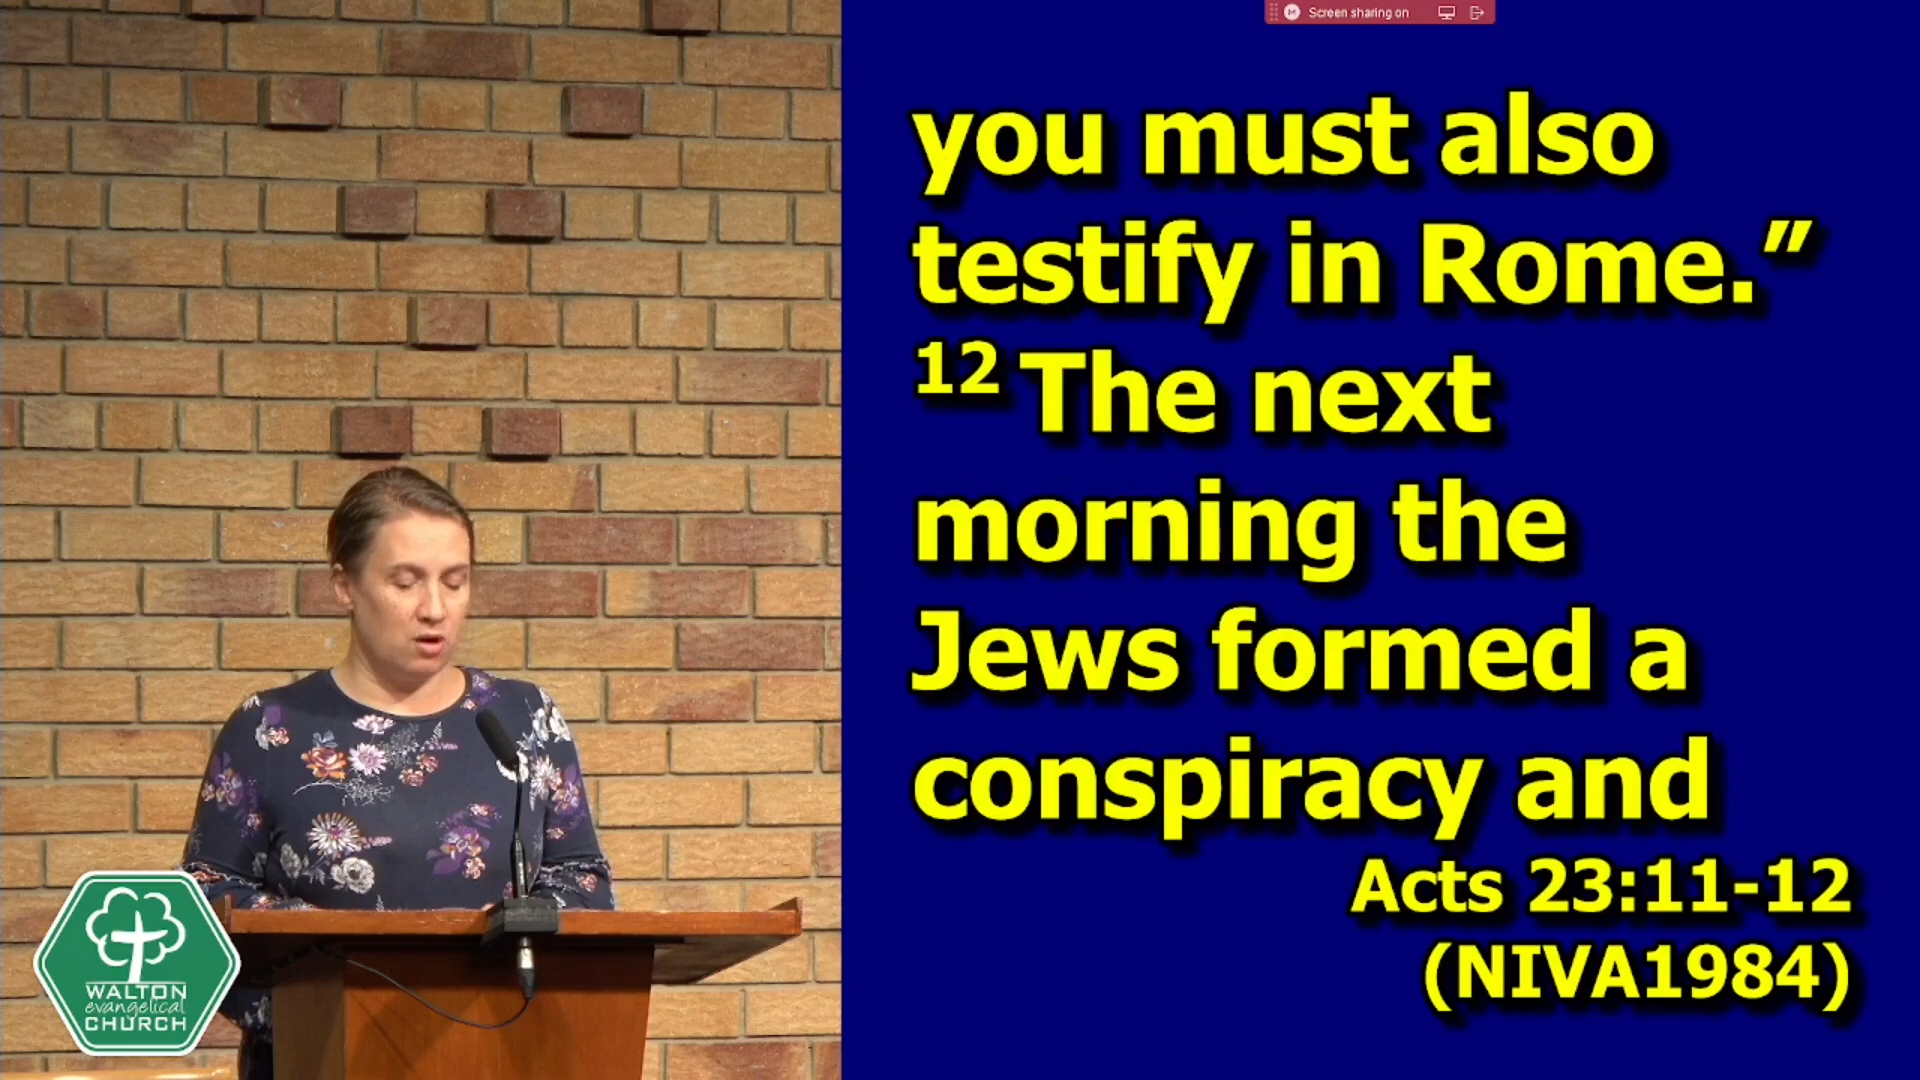 Screen sharing on
you must also
testify in Rome.”
12 The next
morning the
Jews formed a
conspiracy and
Acts 23:11-12
(NIVA1984)
WALTON
evangelical
CHURCH